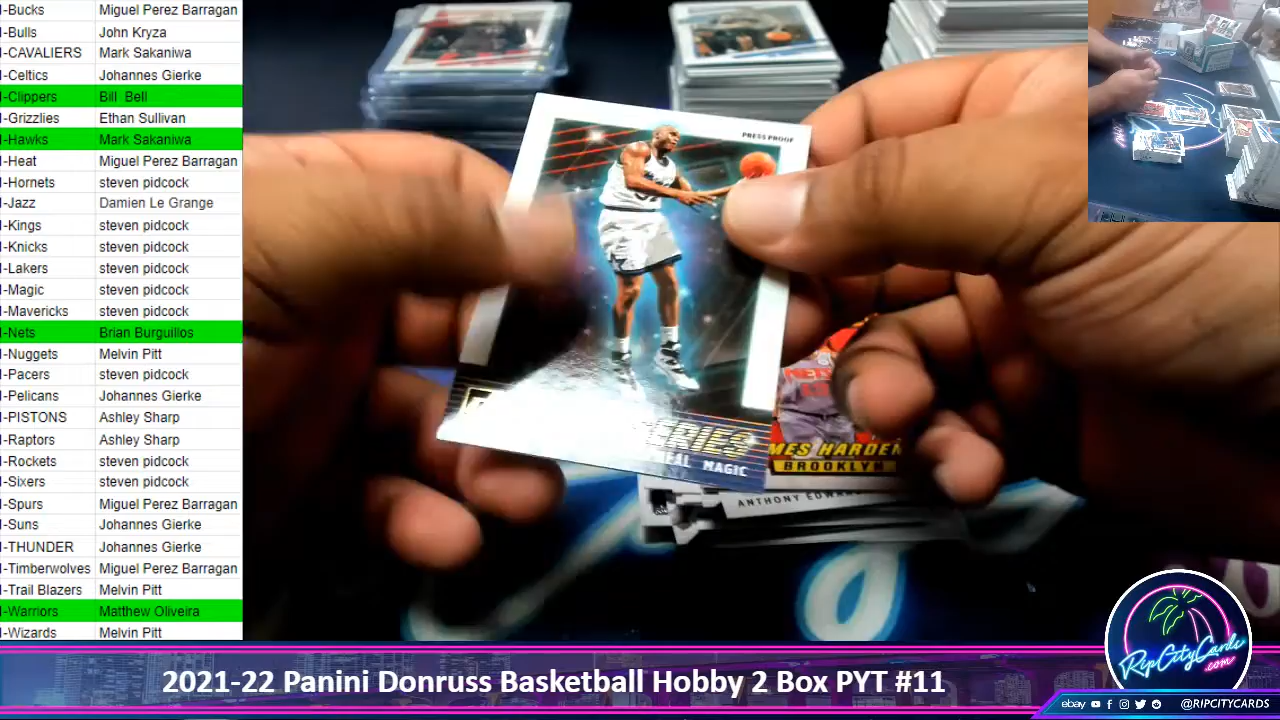 I-Bucks Miguel Perez Barragan
I-Bulls John Kryza
I-CAVALIERS Mark Sakaniwa
I-Celtics Johannes Gierke
I-Clippers Bill Bell
I-Grizzlies Ethan Sullivan
I-Hawks Mark Sakaniwa
I-Heat Miguel Perez Barragan
I-Hornets steven pidcock
I-Jazz Damien Le Grange
I-Kings steven pidcock
I-Knicks steven pidcock
I-Lakers steven pidcock
I-Magic steven pidcock
I-Mavericks steven pidcock
I-Nets Brian Burguillos
I-Nuggets Melvin Pitt
I-Pacers steven pidcock
I-Pelicans Johannes Gierke
I-PISTONS Ashley Sharp
I-Raptors Ashley Sharp
I-Rockets steven pidcock
I-Sixers steven pidcock
I-Spurs Miguel Perez Barragan
I-Suns Johannes Gierke
I-THUNDER Johannes Gierke
I-Timberwolves Miguel Perez Barragan
I-Trail Blazers Melvin Pitt
I-Warriors Matthew Oliveira
I-Wizards Melvin Pitt
PRESS PROOF
MAGIC
MES HARDEN
BROOKLYN
ANTHONY
RipCityCards
.com
2021-22 Panini Donruss Basketball Hobby 2 Box PYT #11
ebay @RIPCITYCARDS